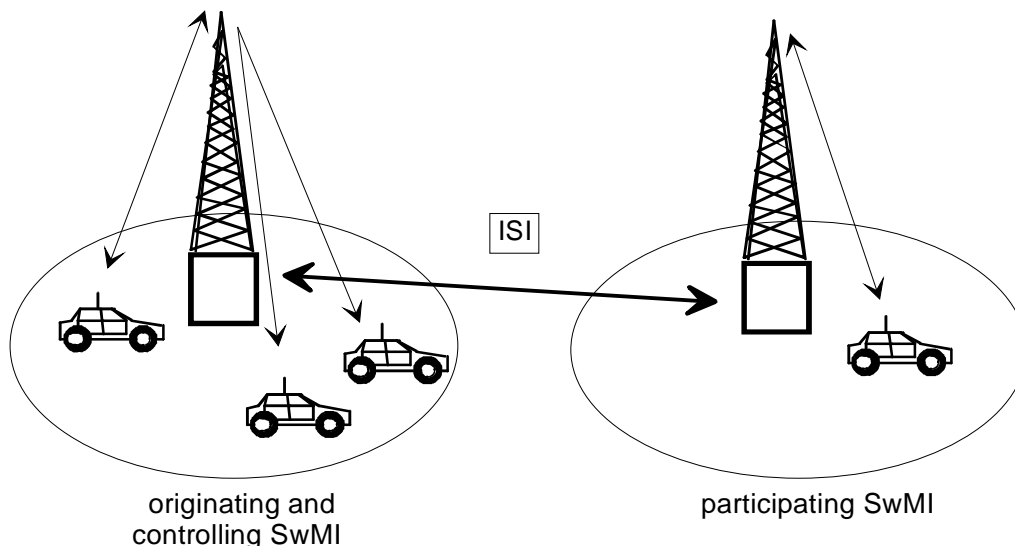 ISI
originating and
controlling SwMI
participating SwMI